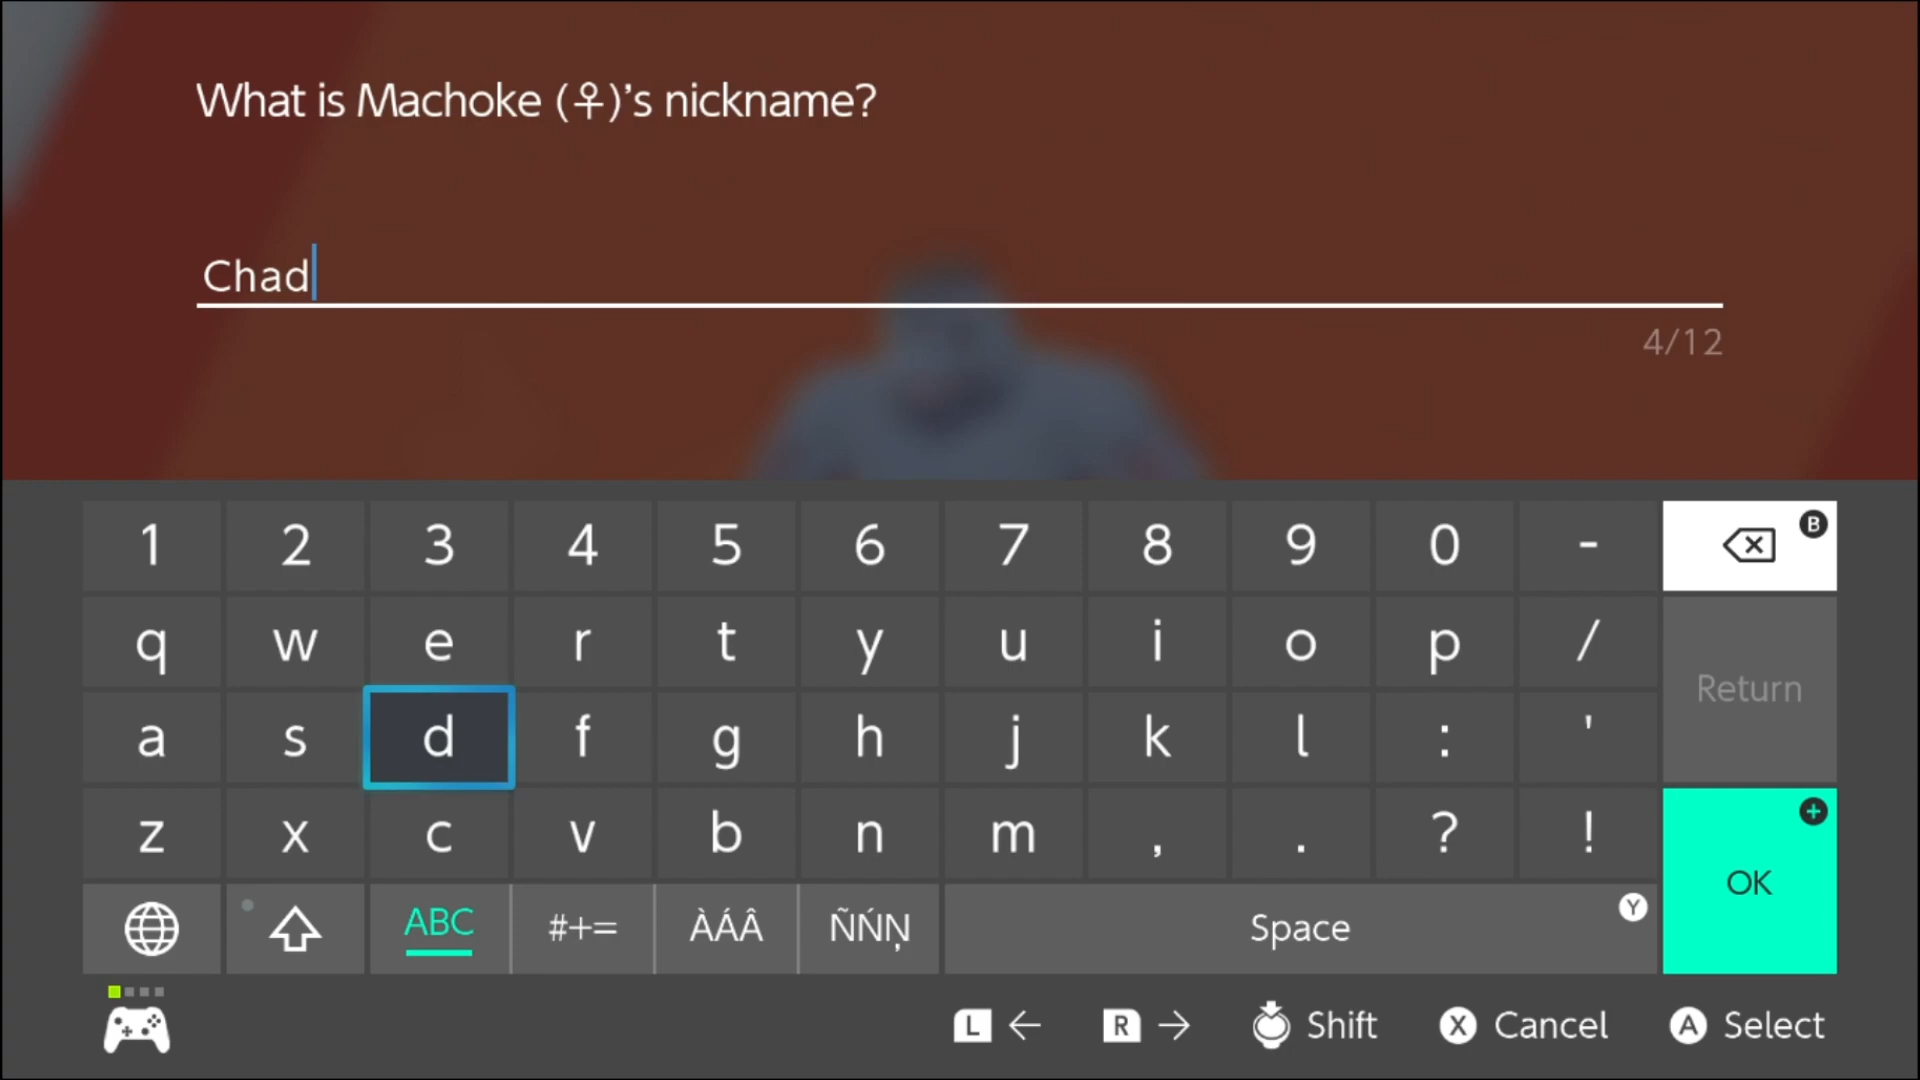 What is Machoke (♀)’s nickname?
Chad
4/12
1 2 3 4 5 6 7 8 9 0 - B
q w e r t y u i o p /
Return
a s d f g h j k l : '
z x c v b n m , . ? ! +
OK
ABC #+= ÀÁÂ ÑŃŅ Space Y
L ← R → Shift X Cancel A Select